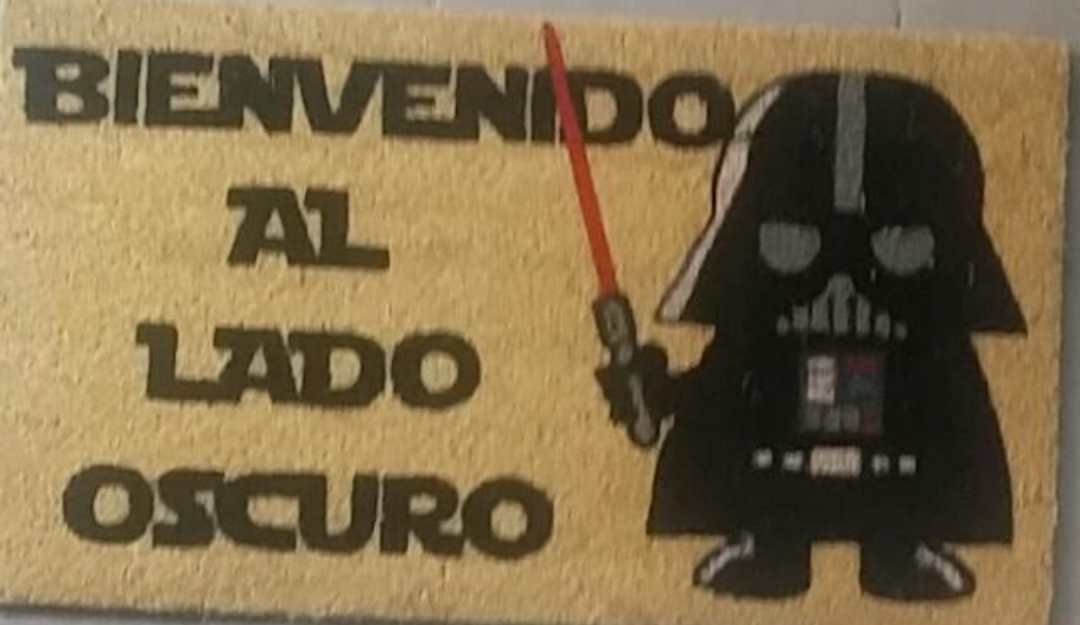 BIENVENIDO
AL
LADO
OSCURO